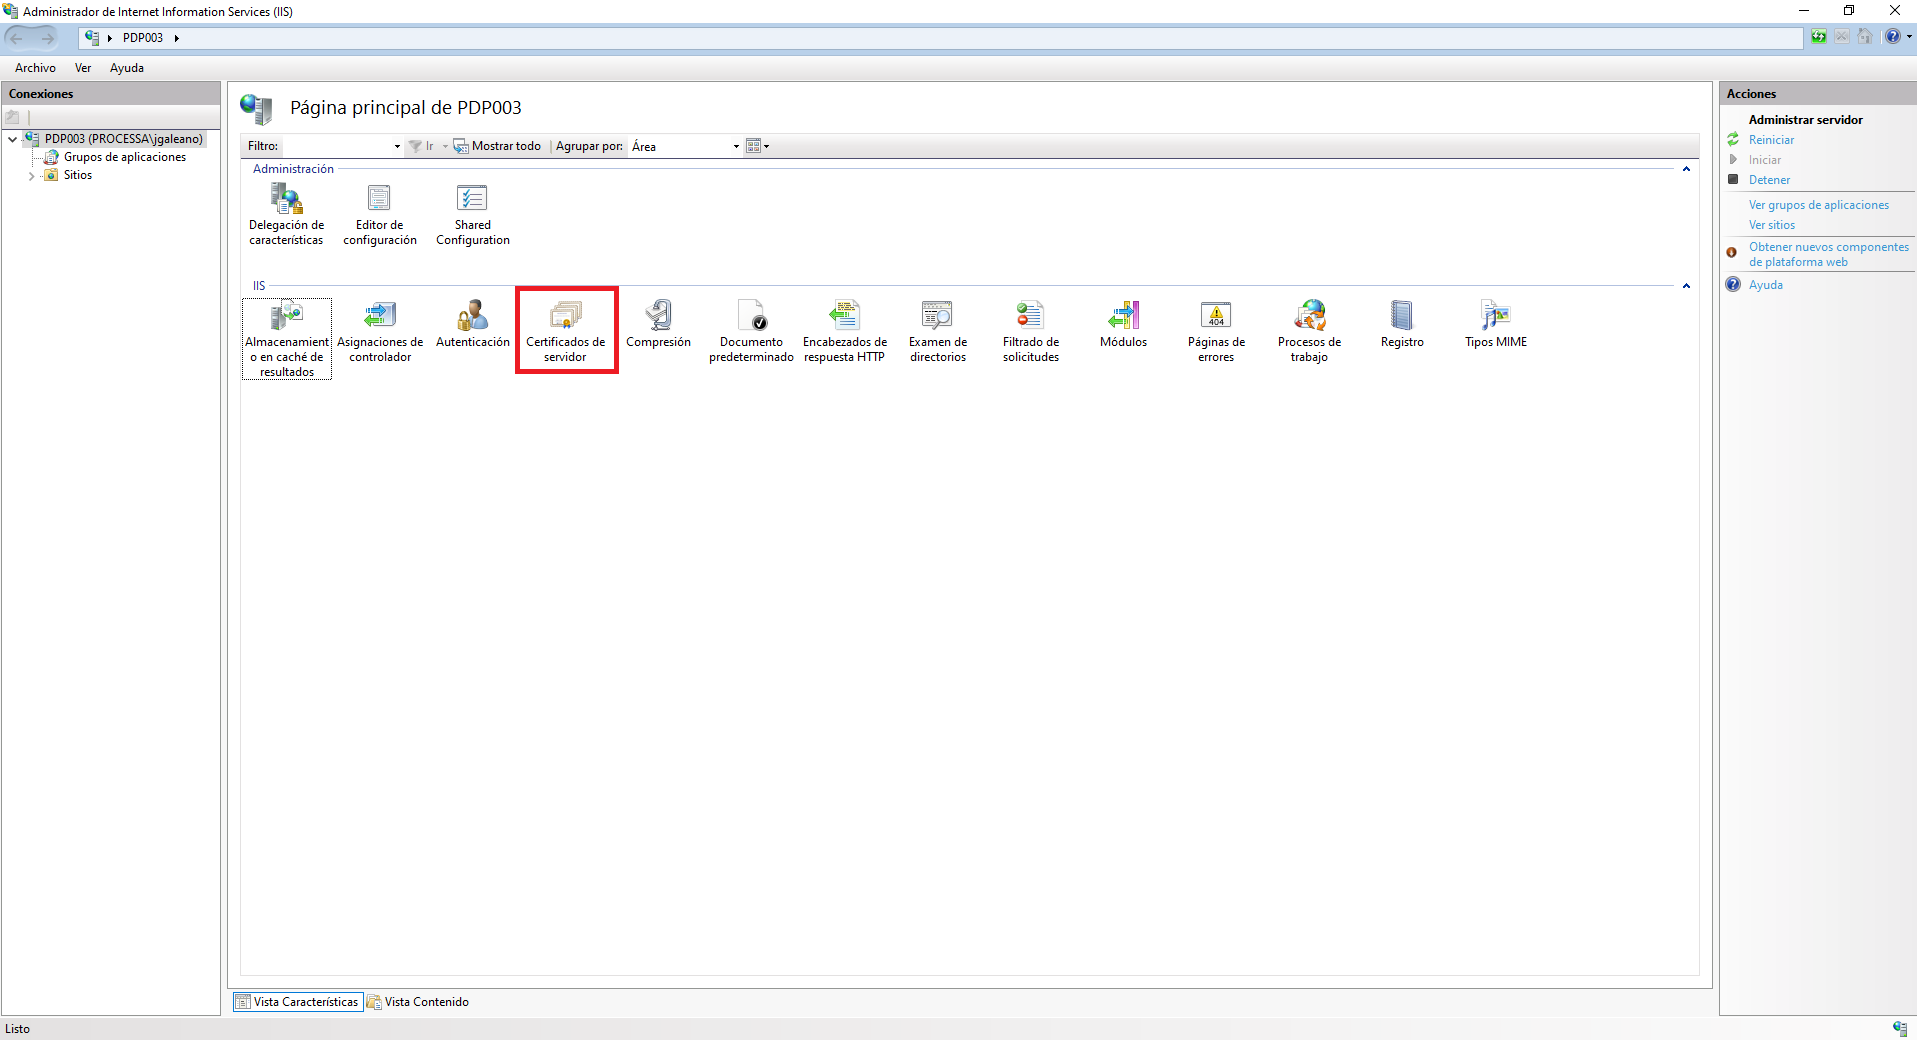 Administrador de Internet Information Services (IIS)
PDP003
Archivo Ver Ayuda
Conexiones
PDP003 (PROCESSA\jgaleano)
Grupos de aplicaciones
Sitios
Página principal de PDP003
Filtro: Ir Mostrar todo Agrupar por: Área
Administración
Delegación de
características
Editor de
configuración
Shared
Configuration
IIS
Almacenamient
o en caché de
resultados
Asignaciones de
controlador
Autenticación
Certificados de
servidor
Compresión
Documento
predeterminado
Encabezados de
respuesta HTTP
Examen de
directorios
Filtrado de
solicitudes
Módulos
404
Páginas de
errores
Procesos de
trabajo
Registro
Tipos MIME
Vista Características Vista Contenido
Acciones
Administrar servidor
Reiniciar
Iniciar
Detener
Ver grupos de aplicaciones
Ver sitios
Obtener nuevos componentes
de plataforma web
Ayuda
Listo